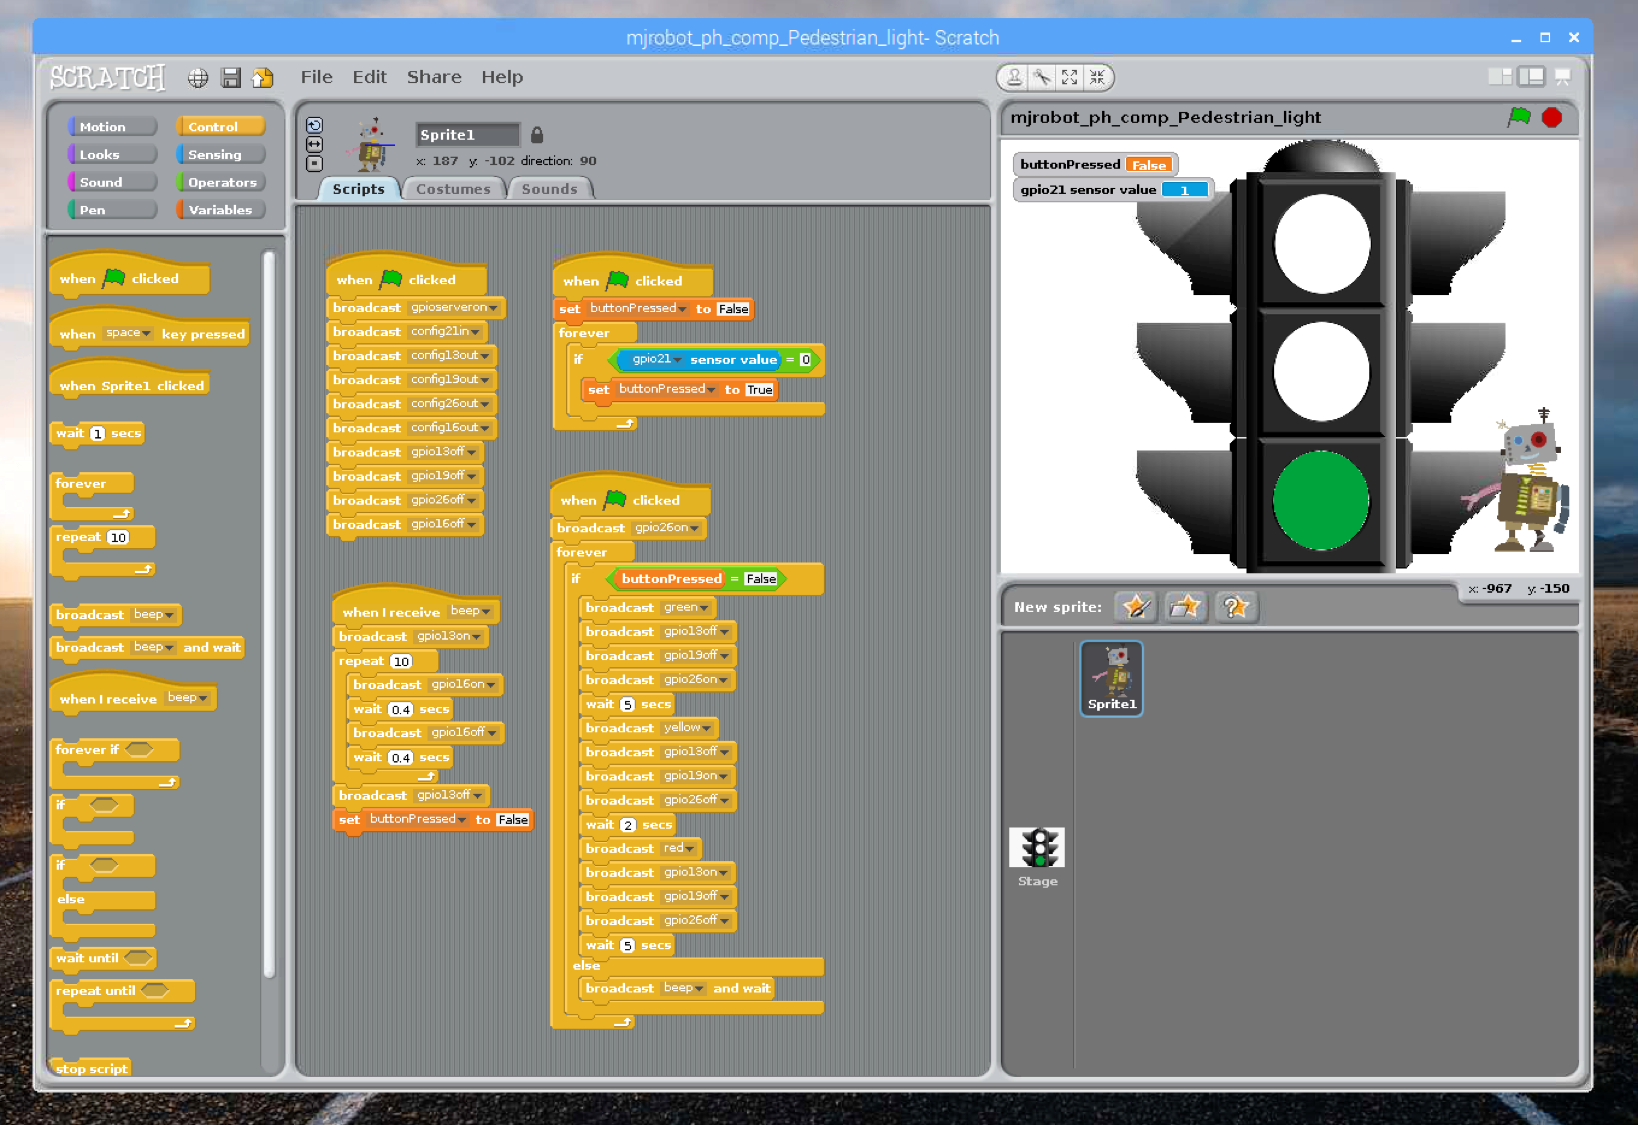 mjrobot_ph_comp_Pedestrian_light- Scratch
SCRATCH File Edit Share Help
Motion Control
Looks Sensing
Sound Operators
Pen Variables
when clicked
when space key pressed
when Sprite1 clicked
wait 1 secs
forever
repeat 10
broadcast beep
broadcast beep and wait
when I receive beep
forever if
if
if
else
wait until
repeat until
stop script
Sprite1
x: 187 y: -102 direction: 90
Scripts Costumes Sounds
when clicked
broadcast gpioserveron
broadcast config21in
broadcast config13out
broadcast config19out
broadcast config26out
broadcast config16out
broadcast gpio13off
broadcast gpio19off
broadcast gpio26off
broadcast gpio16off
when I receive beep
broadcast gpio13on
repeat 10
broadcast gpio16on
wait 0.4 secs
broadcast gpio16off
wait 0.4 secs
broadcast gpio13off
set buttonPressed to False
when clicked
set buttonPressed to False
forever
if gpio21 sensor value = 0
set buttonPressed to True
when clicked
broadcast gpio26on
forever
if buttonPressed = False
broadcast green
broadcast gpio13off
broadcast gpio19off
broadcast gpio26on
wait 5 secs
broadcast yellow
broadcast gpio13off
broadcast gpio19on
broadcast gpio26off
wait 2 secs
broadcast red
broadcast gpio13on
broadcast gpio19off
broadcast gpio26off
wait 5 secs
else
broadcast beep and wait
mjrobot_ph_comp_Pedestrian_light
buttonPressed False
gpio21 sensor value 1
x: -967 y: -150
New sprite:
Sprite1
Stage